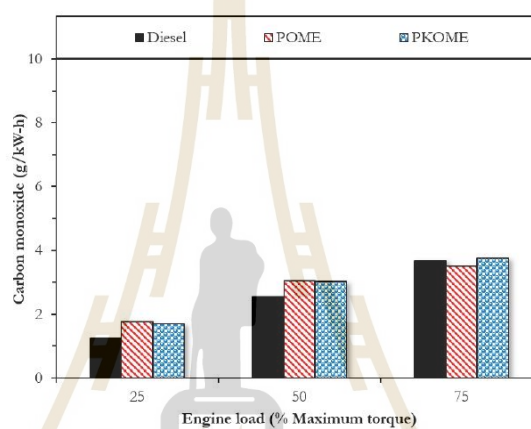 Diesel POME PKOME
10
8
6
4
2
0
Carbon monoxide (g/kW-h)
25 50 75
Engine load (% Maximum torque)